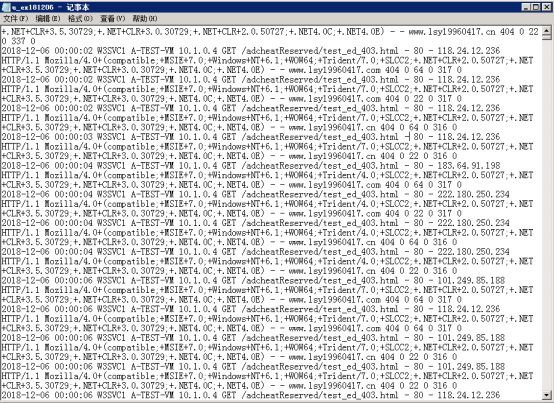 u_ex181206 - 记事本
文件(F) 编辑(E) 格式(O) 查看(V) 帮助(H)
+.NET+CLR+3.5.30729;+.NET+CLR+3.0.30729;+.NET+CLR+2.0.50727;+.NET4.0C;+.NET4.0E) - - www.lsy19960417.cn 404 0 22
0 337 0
2018-12-06 00:00:02 W3SVC1 A-TEST-VM 10.1.0.4 GET /adcheatReserved/test_ed_403.html - 80 - 118.24.12.236
HTTP/1.1 Mozilla/4.0+(compatible;+MSIE+7.0;+Windows+NT+6.1;+WOW64;+Trident/7.0;+SLCC2;+.NET+CLR+2.0.50727;+.NET
+CLR+3.5.30729;+.NET+CLR+3.0.30729;+.NET4.0C;+.NET4.0E) - - www.lsy19960417.com 404 0 64 0 317 0
2018-12-06 00:00:02 W3SVC1 A-TEST-VM 10.1.0.4 GET /adcheatReserved/test_ed_403.html - 80 - 118.24.12.236
HTTP/1.1 Mozilla/4.0+(compatible;+MSIE+7.0;+Windows+NT+6.1;+WOW64;+Trident/7.0;+SLCC2;+.NET+CLR+2.0.50727;+.NET
+CLR+3.5.30729;+.NET+CLR+3.0.30729;+.NET4.0C;+.NET4.0E) - - www.lsy19960417.com 404 0 22 0 317 0
2018-12-06 00:00:03 W3SVC1 A-TEST-VM 10.1.0.4 GET /adcheatReserved/test_ed_403.html - 80 - 118.24.12.236
HTTP/1.1 Mozilla/4.0+(compatible;+MSIE+7.0;+Windows+NT+6.1;+WOW64;+Trident/7.0;+SLCC2;+.NET+CLR+2.0.50727;+.NET
+CLR+3.5.30729;+.NET+CLR+3.0.30729;+.NET4.0C;+.NET4.0E) - - www.lsy19960417.cn 404 0 64 0 316 0
2018-12-06 00:00:04 W3SVC1 A-TEST-VM 10.1.0.4 GET /adcheatReserved/test_ed_403.html - 80 - 183.64.91.198
HTTP/1.1 Mozilla/4.0+(compatible;+MSIE+7.0;+Windows+NT+6.1;+WOW64;+Trident/4.0;+SLCC2;+.NET+CLR+2.0.50727;+.NET
+CLR+3.5.30729;+.NET+CLR+3.0.30729;+.NET4.0C;+.NET4.0E) - - www.lsy19960417.com 404 0 64 0 317 0
2018-12-06 00:00:04 W3SVC1 A-TEST-VM 10.1.0.4 GET /adcheatReserved/test_ed_403.html - 80 - 222.180.250.234
HTTP/1.1 Mozilla/4.0+(compatible;+MSIE+7.0;+Windows+NT+6.1;+WOW64;+Trident/4.0;+SLCC2;+.NET+CLR+2.0.50727;+.NET
+CLR+3.5.30729;+.NET+CLR+3.0.30729;+.NET4.0C;+.NET4.0E) - - www.lsy19960417.com 404 0 22 0 317 0
2018-12-06 00:00:04 W3SVC1 A-TEST-VM 10.1.0.4 GET /adcheatReserved/test_ed_403.html - 80 - 222.180.250.234
HTTP/1.1 Mozilla/4.0+(compatible;+MSIE+7.0;+Windows+NT+6.1;+WOW64;+Trident/4.0;+SLCC2;+.NET+CLR+2.0.50727;+.NET
+CLR+3.5.30729;+.NET+CLR+3.0.30729;+.NET4.0C;+.NET4.0E) - - www.lsy19960417.cn 404 0 64 0 316 0
2018-12-06 00:00:04 W3SVC1 A-TEST-VM 10.1.0.4 GET /adcheatReserved/test_ed_403.html - 80 - 222.180.250.234
HTTP/1.1 Mozilla/4.0+(compatible;+MSIE+7.0;+Windows+NT+6.1;+WOW64;+Trident/4.0;+SLCC2;+.NET+CLR+2.0.50727;+.NET
+CLR+3.5.30729;+.NET+CLR+3.0.30729;+.NET4.0C;+.NET4.0E) - - www.lsy19960417.cn 404 0 22 0 316 0
2018-12-06 00:00:06 W3SVC1 A-TEST-VM 10.1.0.4 GET /adcheatReserved/test_ed_403.html - 80 - 101.249.85.188
HTTP/1.1 Mozilla/4.0+(compatible;+MSIE+7.0;+Windows+NT+6.1;+WOW64;+Trident/4.0;+SLCC2;+.NET+CLR+2.0.50727;+.NET
+CLR+3.5.30729;+.NET+CLR+3.0.30729;+.NET4.0C;+.NET4.0E) - - www.lsy19960417.com 404 0 64 0 317 0
2018-12-06 00:00:06 W3SVC1 A-TEST-VM 10.1.0.4 GET /adcheatReserved/test_ed_403.html - 80 - 118.24.12.236
HTTP/1.1 Mozilla/4.0+(compatible;+MSIE+7.0;+Windows+NT+6.1;+WOW64;+Trident/7.0;+SLCC2;+.NET+CLR+2.0.50727;+.NET
+CLR+3.5.30729;+.NET+CLR+3.0.30729;+.NET4.0C;+.NET4.0E) - - www.lsy19960417.com 404 0 64 0 317 0
2018-12-06 00:00:06 W3SVC1 A-TEST-VM 10.1.0.4 GET /adcheatReserved/test_ed_403.html - 80 - 101.249.85.188
HTTP/1.1 Mozilla/4.0+(compatible;+MSIE+7.0;+Windows+NT+6.1;+WOW64;+Trident/4.0;+SLCC2;+.NET+CLR+2.0.50727;+.NET
+CLR+3.5.30729;+.NET+CLR+3.0.30729;+.NET4.0C;+.NET4.0E) - - www.lsy19960417.cn 404 0 22 0 316 0
2018-12-06 00:00:06 W3SVC1 A-TEST-VM 10.1.0.4 GET /adcheatReserved/test_ed_403.html - 80 - 101.249.85.188
HTTP/1.1 Mozilla/4.0+(compatible;+MSIE+7.0;+Windows+NT+6.1;+WOW64;+Trident/4.0;+SLCC2;+.NET+CLR+2.0.50727;+.NET
+CLR+3.5.30729;+.NET+CLR+3.0.30729;+.NET4.0C;+.NET4.0E) - - www.lsy19960417.cn 404 0 22 0 316 0
2018-12-06 00:00:06 W3SVC1 A-TEST-VM 10.1.0.4 GET /adcheatReserved/test_ed_403.html - 80 - 118.24.12.236